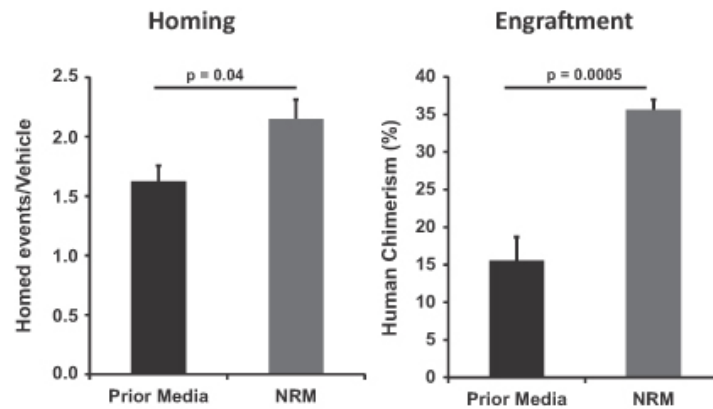 Homing
p = 0.04
2.5
2.0
1.5
1.0
0.5
0.0
Homed events/Vehicle
Prior Media
NRM
Engraftment
p = 0.0005
40
35
30
25
20
15
10
5
0
Human Chimerism (%)
Prior Media
NRM